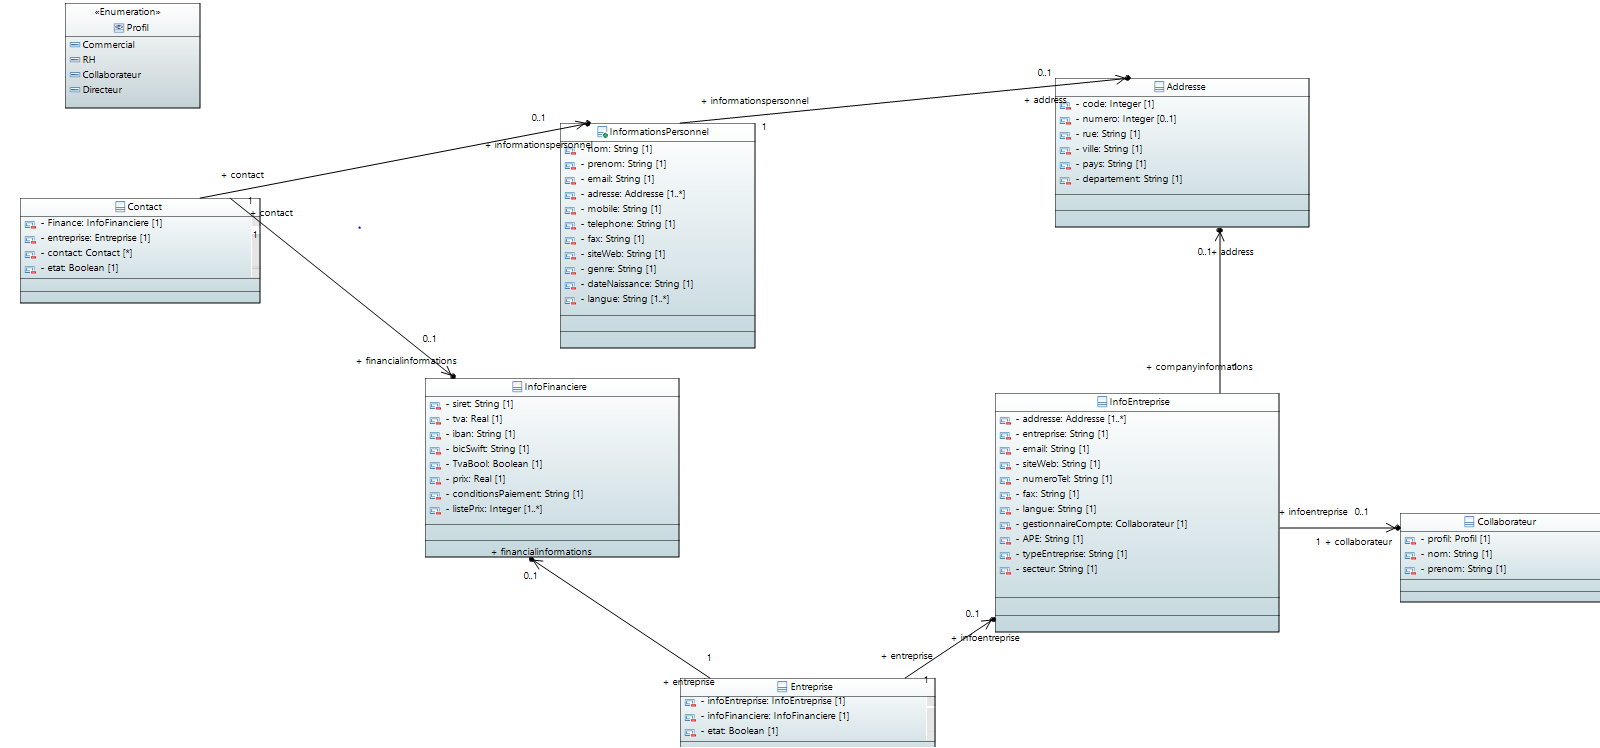 «Enumeration»
Profil
Commercial
RH
Collaborateur
Directeur
0..1
+ address
+ informationspersonnel
1
Addresse
- code: Integer [1]
- numero: Integer [0..1]
- rue: String [1]
- ville: String [1]
- pays: String [1]
- departement: String [1]
0..1
+ informationspersonnel
+ contact
InformationsPersonnel
- nom: String [1]
- prenom: String [1]
- email: String [1]
- adresse: Addresse [1..*]
- mobile: String [1]
- telephone: String [1]
- fax: String [1]
- siteWeb: String [1]
- genre: String [1]
- dateNaissance: String [1]
- langue: String [1..*]
Contact
1
+ contact
1
- Finance: InfoFinanciere [1]
- entreprise: Entreprise [1]
- contact: Contact [*]
- etat: Boolean [1]
0..1+ address
+ companyinformations
0..1
+ financialinformations
InfoFinanciere
- siret: String [1]
- tva: Real [1]
- iban: String [1]
- bicSwift: String [1]
- TvaBool: Boolean [1]
- prix: Real [1]
- conditionsPaiement: String [1]
- listePrix: Integer [1..*]
+ financialinformations
0..1
InfoEntreprise
- addresse: Addresse [1..*]
- entreprise: String [1]
- email: String [1]
- siteWeb: String [1]
- numeroTel: String [1]
- fax: String [1]
- langue: String [1]
- gestionnaireCompte: Collaborateur [1]
- APE: String [1]
- typeEntreprise: String [1]
- secteur: String [1]
+ infoentreprise 0..1
1 + collaborateur
Collaborateur
- profil: Profil [1]
- nom: String [1]
- prenom: String [1]
0..1
+ infoentreprise
+ entreprise
1
1
+ entreprise
Entreprise
- infoEntreprise: InfoEntreprise [1]
- infoFinanciere: InfoFinanciere [1]
- etat: Boolean [1]